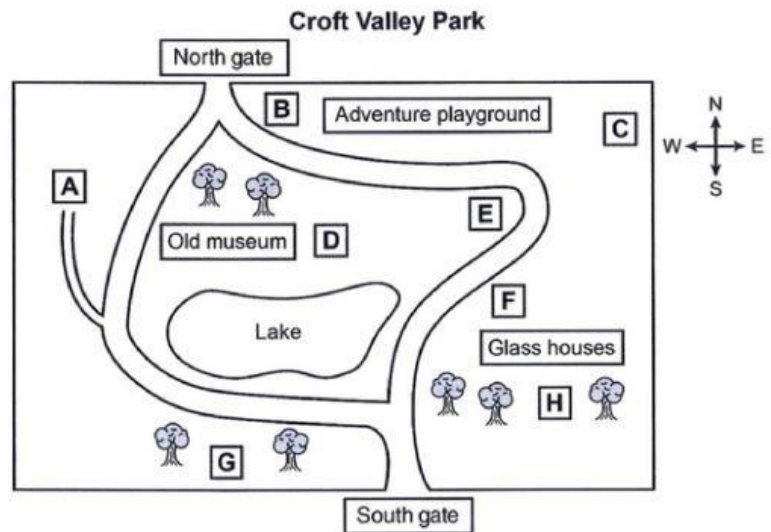 Croft Valley Park
North gate
B
Adventure playground
C
N
W E
S
A
E
Old museum
D
F
Lake
Glass houses
H
G
South gate